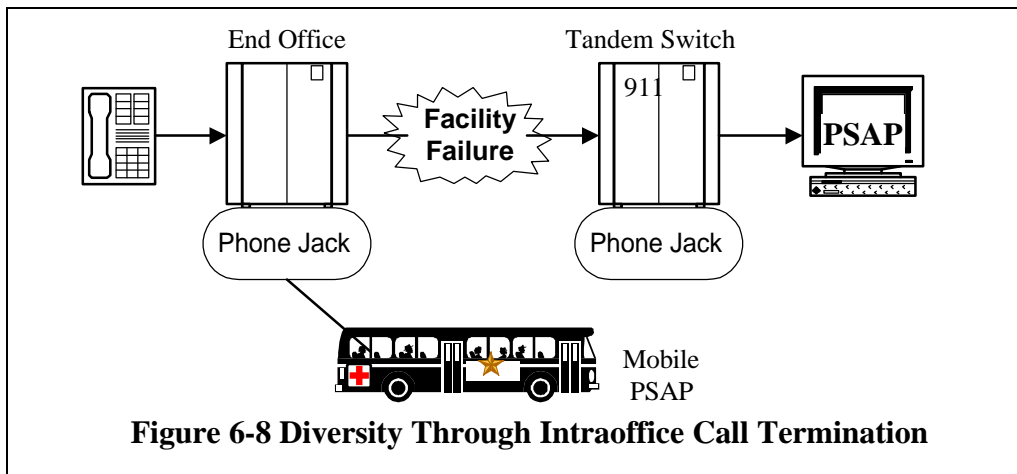 End Office
Tandem Switch
Facility
Failure
911
PSAP
Phone Jack
Phone Jack
Mobile
PSAP
Figure 6-8 Diversity Through Intraoffice Call Termination